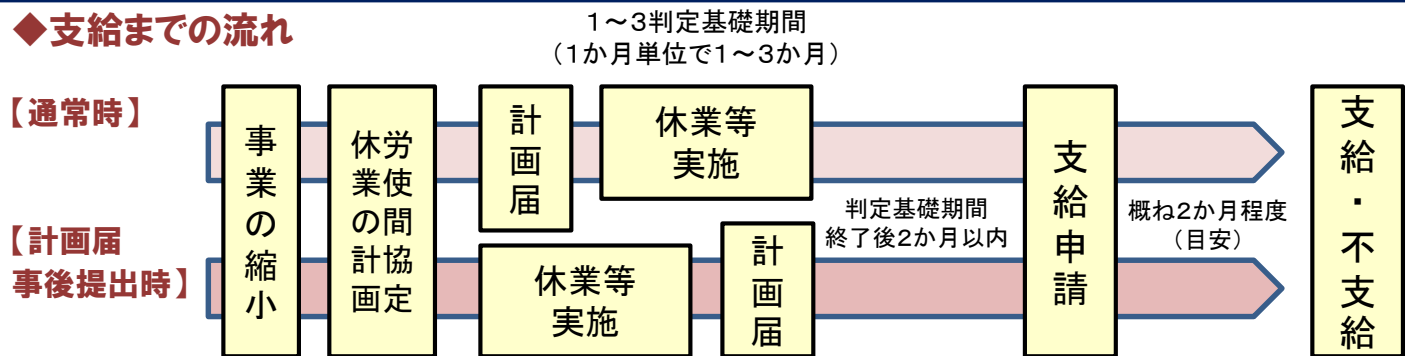 ◆支給までの流れ
1～3判定基礎期間
(1か月単位で1～3か月)
【通常時】
事業の縮小
労使間協定
休業の計画
計画届
休業等
実施
支給申請
支給・不支給
判定基礎期間
終了後2か月以内
概ね2か月程度
(目安)
【計画届
事後提出時】
休業等
実施
計画届